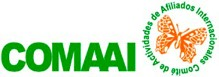 COMAAI
Comité de Actividades de Afiliados Internacionales